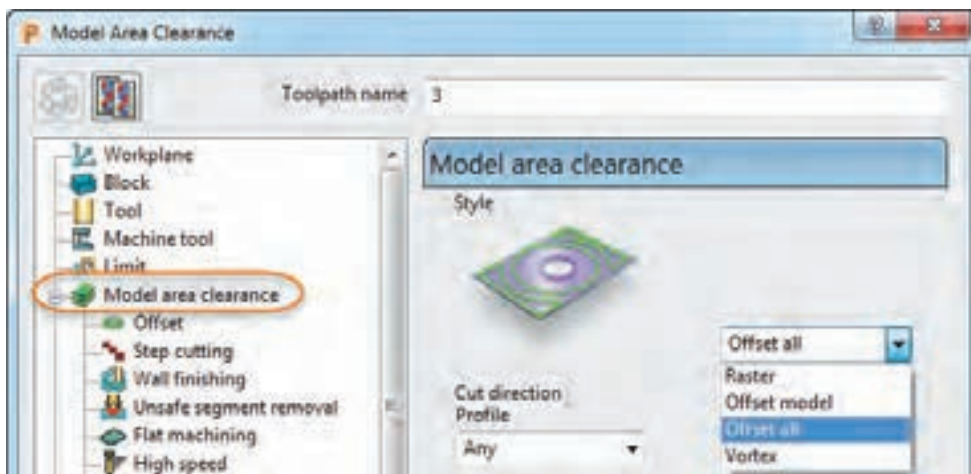 Model Area Clearance
Toolpath name 3
Workplane
Block
Tool
Machine tool
Limit
Model area clearance
Offset
Step cutting
Wall finishing
Unsafe segment removal
Flat machining
High speed
Model area clearance
Style
Offset all
Raster
Offset model
Offset all
Vortex
Cut direction
Profile
Any